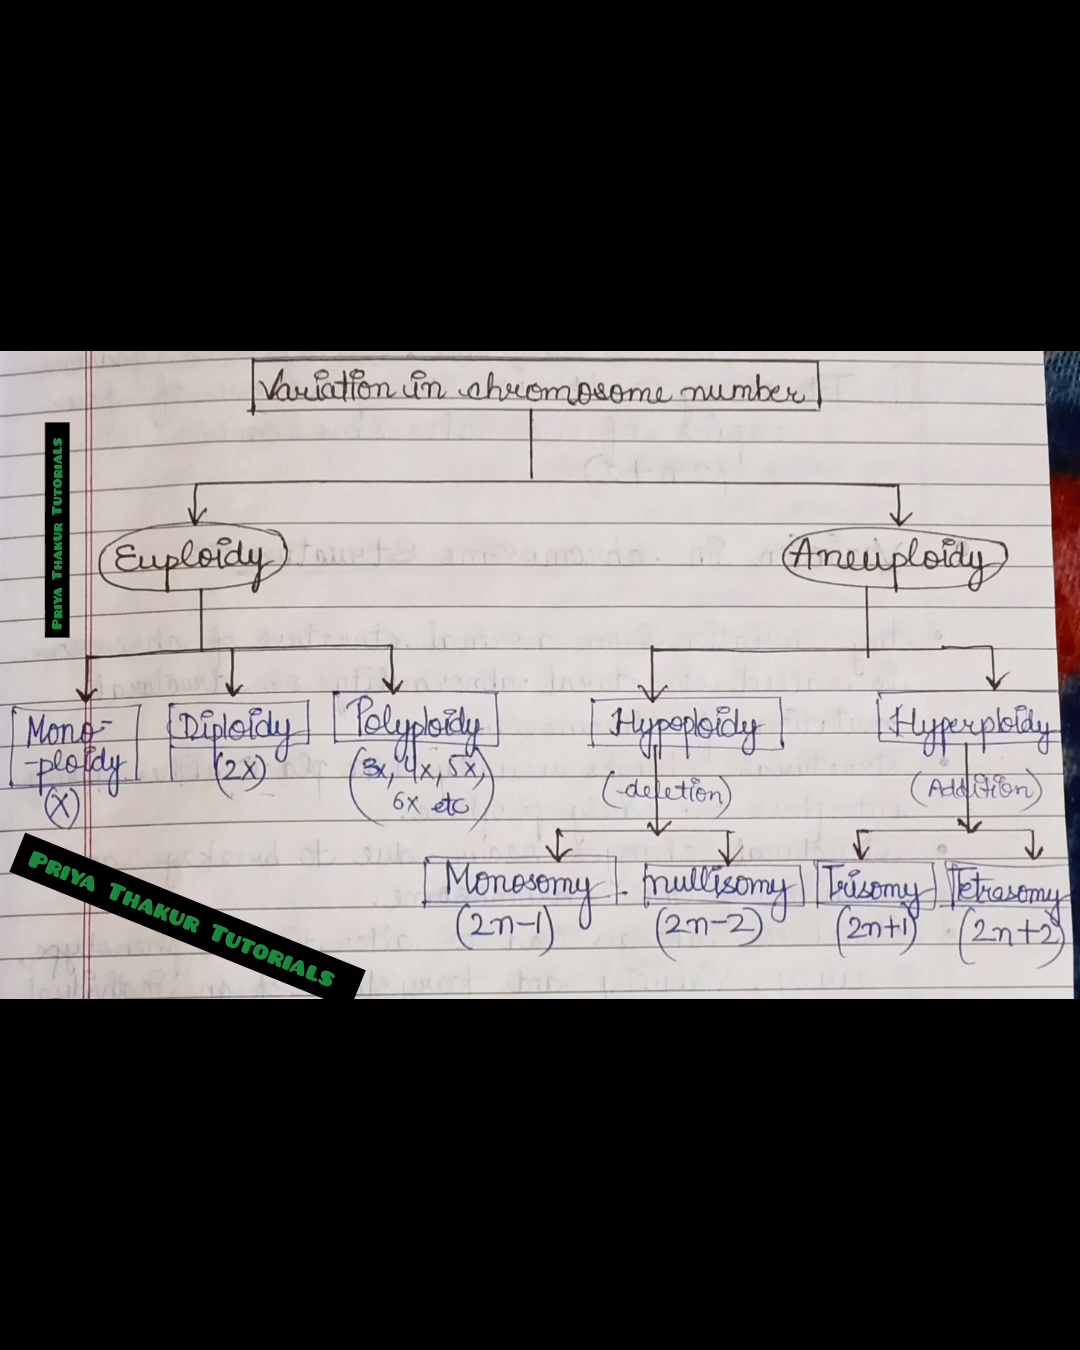 Variation in chromosome number
PRIYA THAKUR TUTORIALS
Euploidy
Aneuploidy
Mono-
-ploidy
(x)
Diploidy
(2x)
Polyploidy
(3x, 4x, 5x,
6x etc)
Hypoploidy
(-deletion)
Hyperploidy
(Addition)
Monosomy
(2n-1)
nullisomy
(2n-2)
Trisomy
(2n+1)
Tetrasomy
(2n+2)
PRIYA THAKUR TUTORIALS